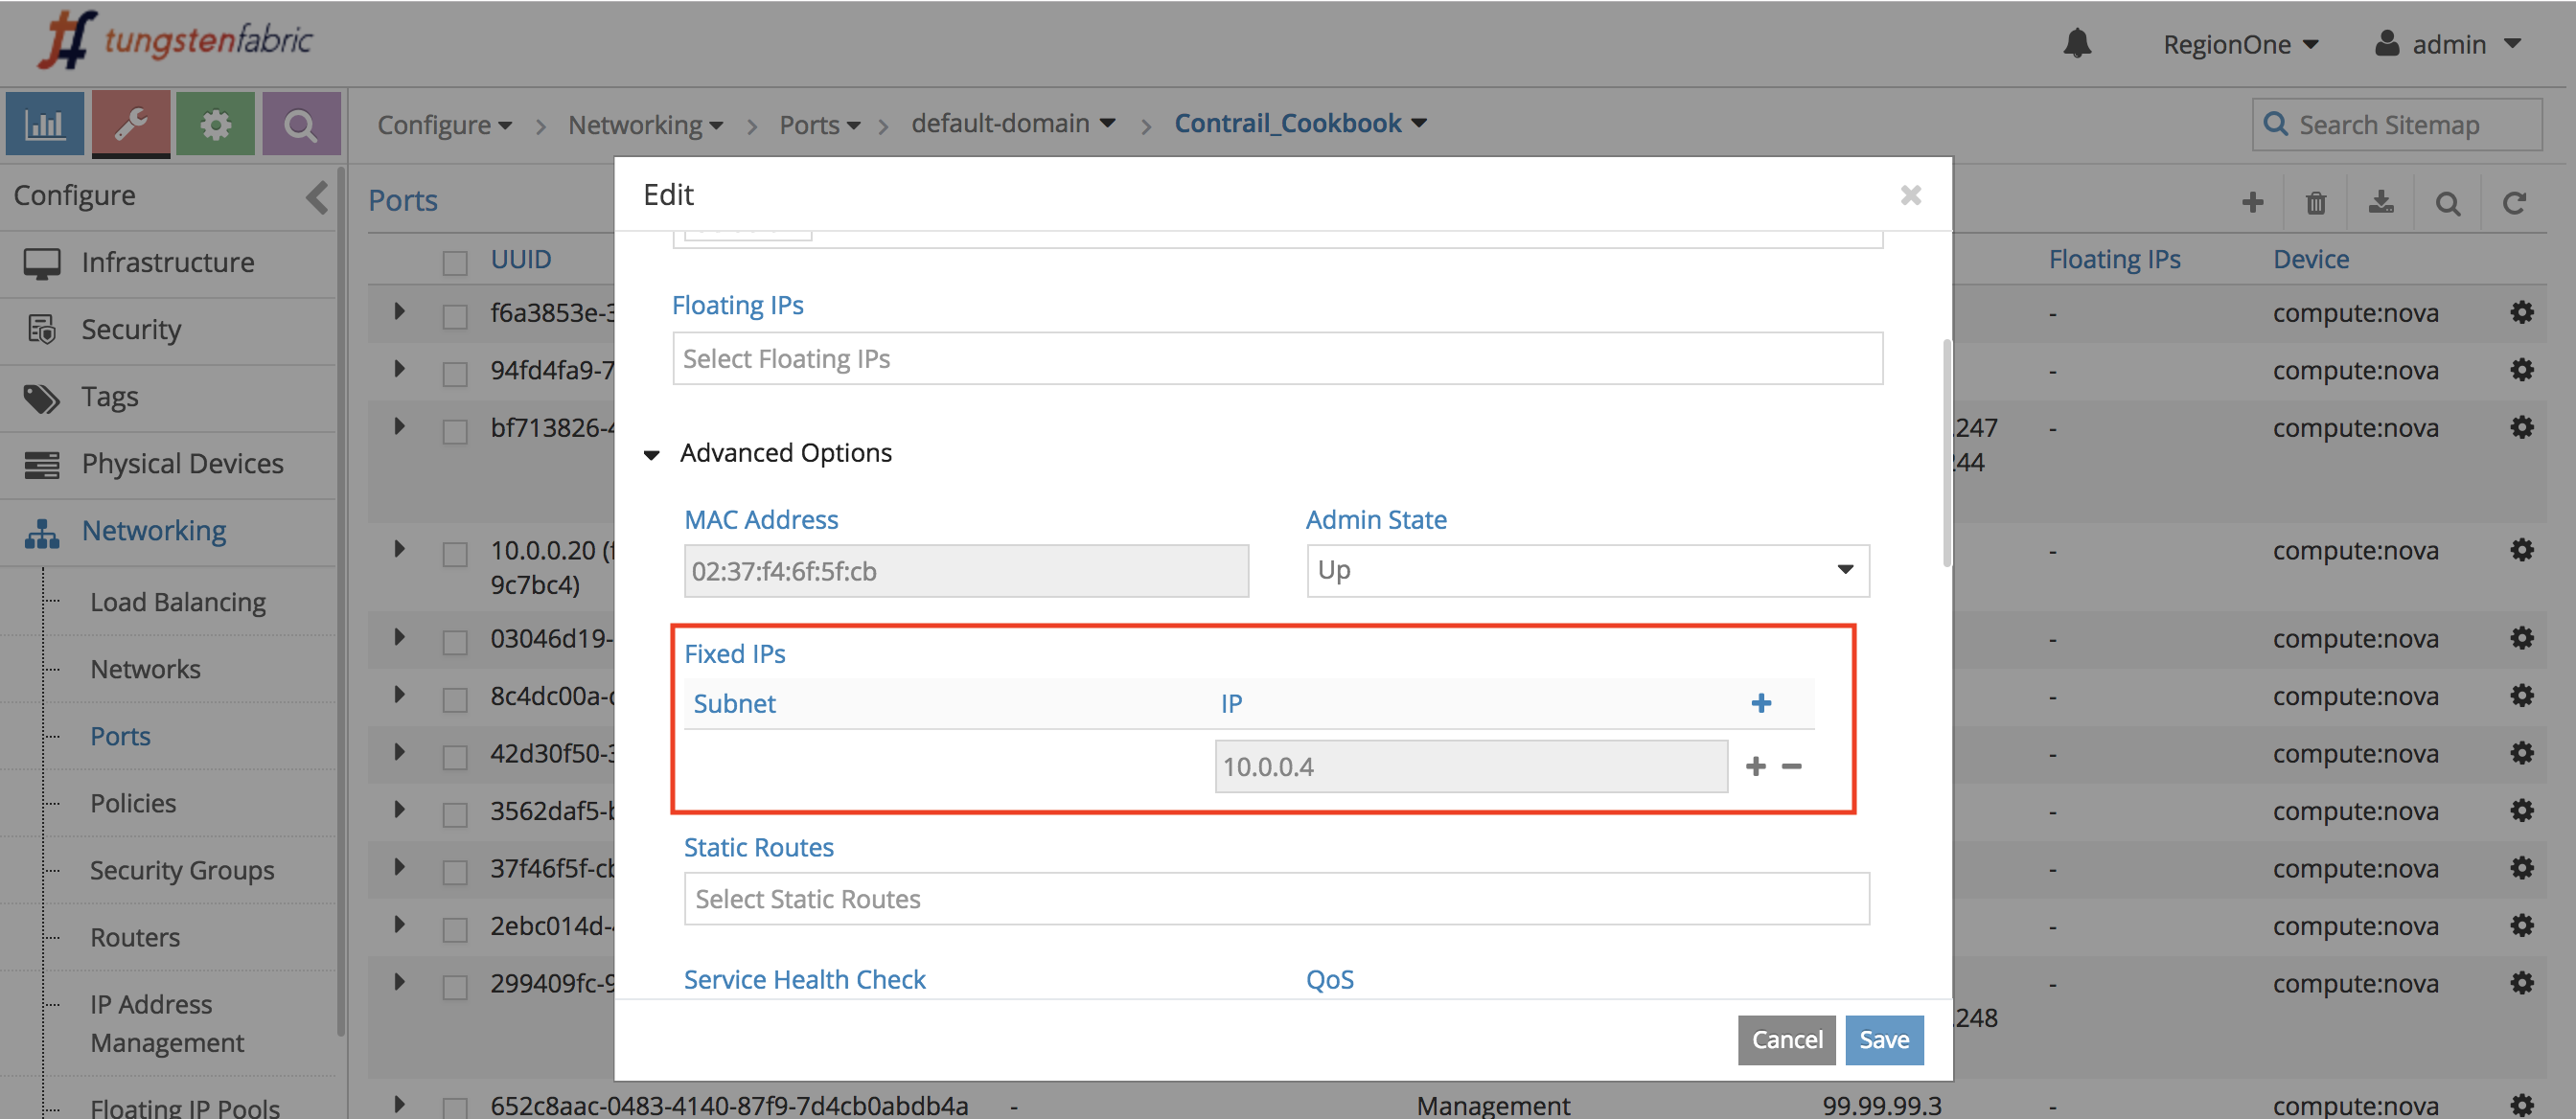 tungstenfabric
RegionOne
admin
Configure > Networking > Ports > default-domain > Contrail_Cookbook
Search Sitemap
Configure
Infrastructure
Security
Tags
Physical Devices
Networking
Load Balancing
Networks
Ports
Policies
Security Groups
Routers
IP Address
Management
Floating IP Pools
Ports
UUID
Floating IPs
Device
f6a3853e-3
-
compute:nova
94fd4fa9-7
-
compute:nova
bf713826-4
.247
-
compute:nova
244
10.0.0.20 (f
9c7bc4)
-
compute:nova
03046d19-
-
compute:nova
8c4dc00a-c
-
compute:nova
42d30f50-3
-
compute:nova
3562daf5-b
-
compute:nova
37f46f5f-cb
-
compute:nova
2ebc014d-
-
compute:nova
299409fc-9
-
compute:nova
.248
652c8aac-0483-4140-87f9-7d4cb0abdb4a
-
Management
99.99.99.3
-
compute:nova
Edit
Floating IPs
Select Floating IPs
Advanced Options
MAC Address
Admin State
02:37:f4:6f:5f:cb
Up
Fixed IPs
Subnet
IP
10.0.0.4
Static Routes
Select Static Routes
Service Health Check
QoS
Cancel
Save